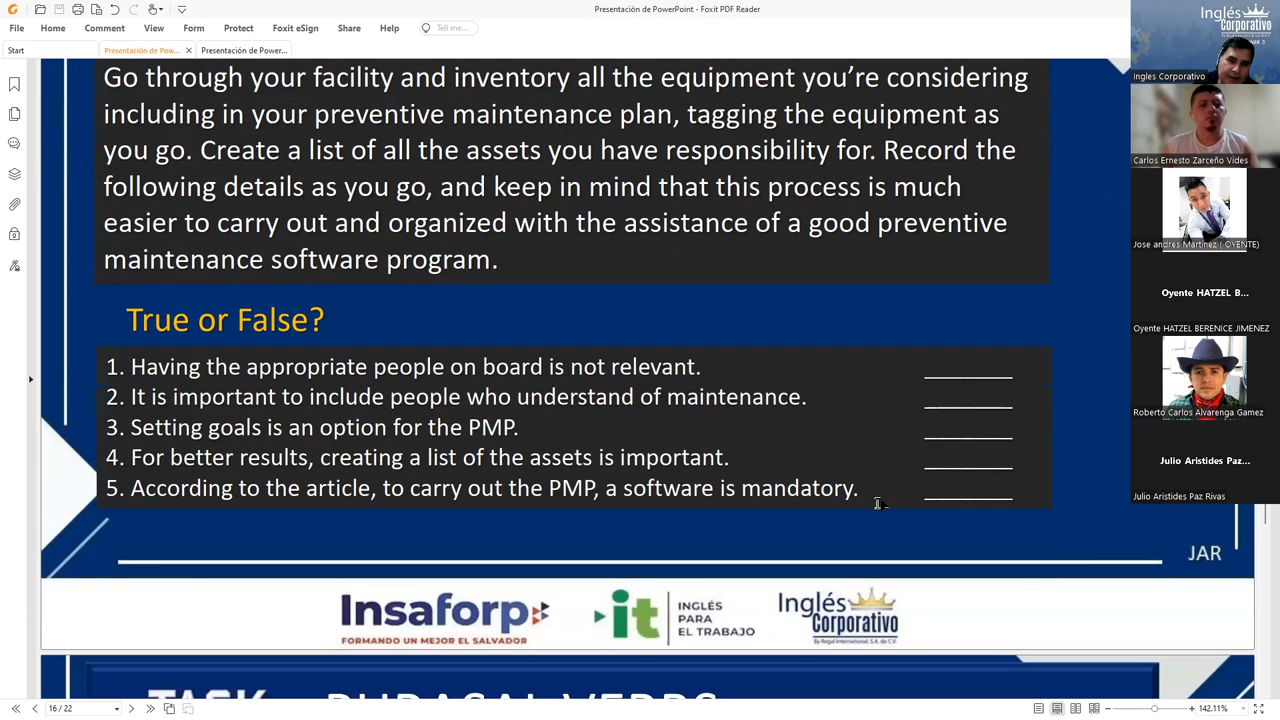 Presentación de PowerPoint - Foxit PDF Reader
File Home Comment View Form Protect Foxit eSign Share Help Tell me...
Start Presentación de Pow... Presentación de Power...
Go through your facility and inventory all the equipment you’re considering
including in your preventive maintenance plan, tagging the equipment as
you go. Create a list of all the assets you have responsibility for. Record the
following details as you go, and keep in mind that this process is much
easier to carry out and organized with the assistance of a good preventive
maintenance software program.
True or False?
1. Having the appropriate people on board is not relevant. ________
2. It is important to include people who understand of maintenance. ________
3. Setting goals is an option for the PMP. ________
4. For better results, creating a list of the assets is important. ________
5. According to the article, to carry out the PMP, a software is mandatory. ________
JAR
Insaforp
FORMANDO UN MEJOR EL SALVADOR
it
INGLÉS
PARA
EL TRABAJO
Inglés
Corporativo
By Regal International, S.A. de C.V.
16 / 22
142.11%
Inglés
Corporativo
Ingles Corporativo
Carlos Ernesto Zarceño Vides
Jose andres Martinez ( OYENTE)
Oyente HATZEL B...
Oyente HATZEL BERENICE JIMENEZ
Roberto Carlos Alvarenga Gamez
Julio Aristides Paz...
Julio Aristides Paz Rivas